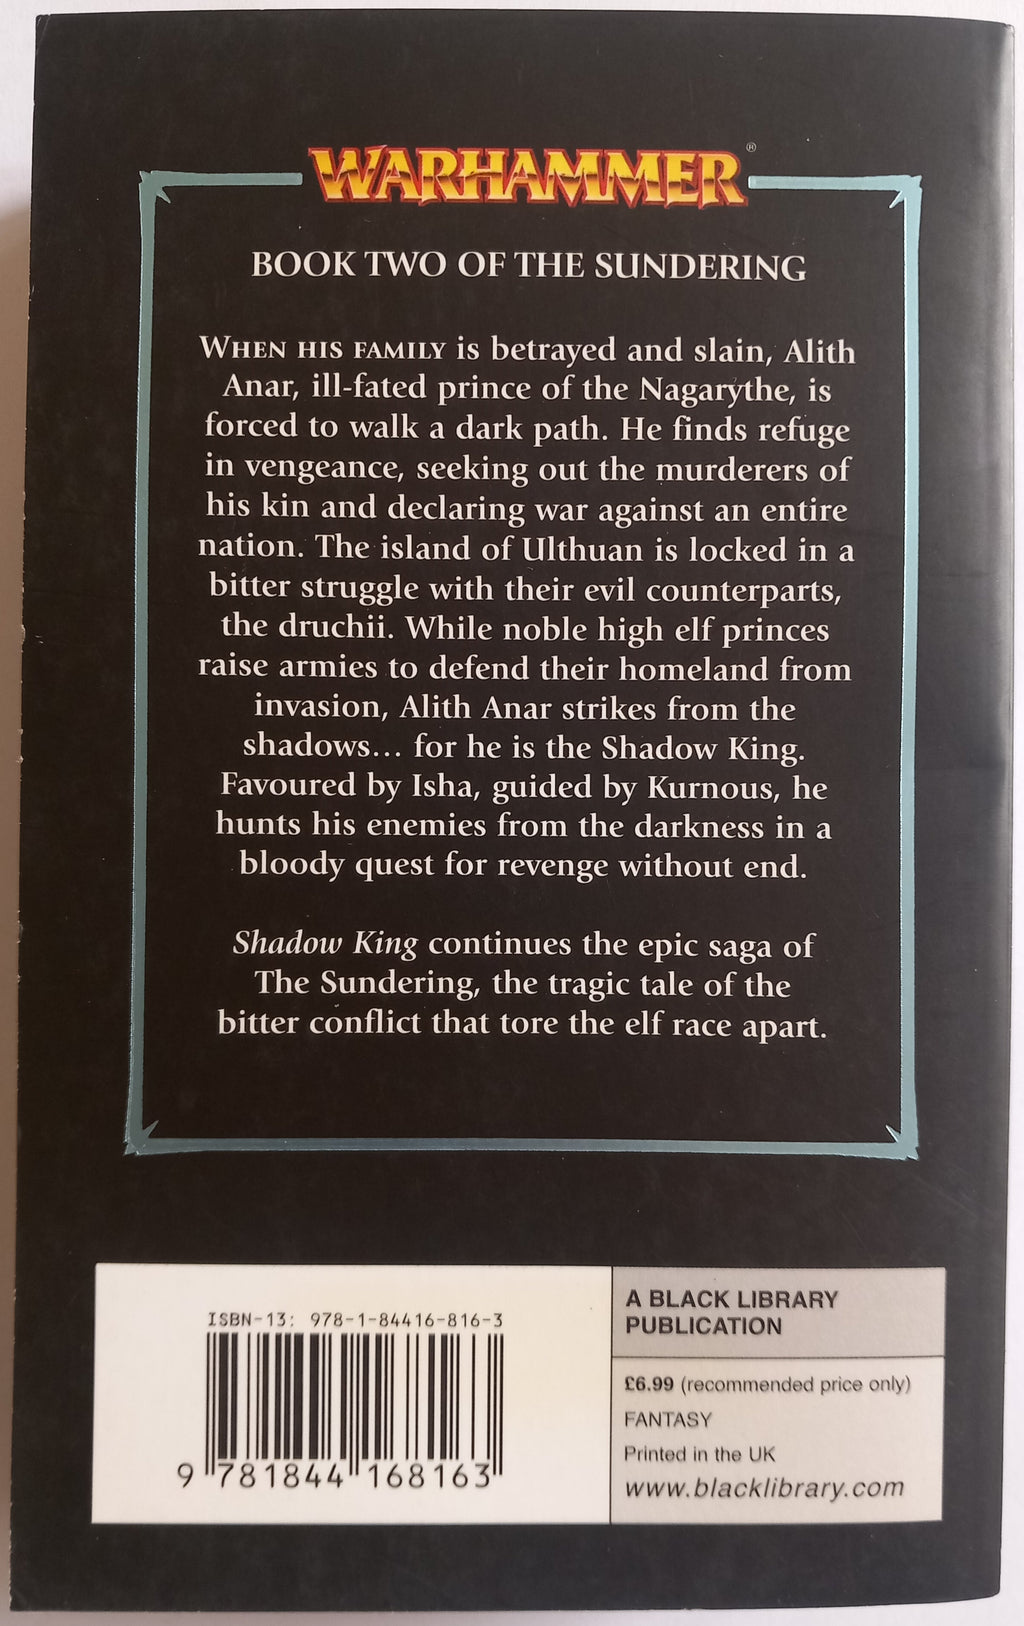 WARHAMMER®
BOOK TWO OF THE SUNDERING
WHEN HIS FAMILY is betrayed and slain, Alith
Anar, ill-fated prince of the Nagarythe, is
forced to walk a dark path. He finds refuge
in vengeance, seeking out the murderers of
his kin and declaring war against an entire
nation. The island of Ulthuan is locked in a
bitter struggle with their evil counterparts,
the druchii. While noble high elf princes
raise armies to defend their homeland from
invasion, Alith Anar strikes from the
shadows... for he is the Shadow King.
Favoured by Isha, guided by Kurnous, he
hunts his enemies from the darkness in a
bloody quest for revenge without end.
Shadow King continues the epic saga of
The Sundering, the tragic tale of the
bitter conflict that tore the elf race apart.
ISBN-13: 978-1-84416-816-3
9 781844 168163
A BLACK LIBRARY
PUBLICATION
£6.99 (recommended price only)
FANTASY
Printed in the UK
www.blacklibrary.com